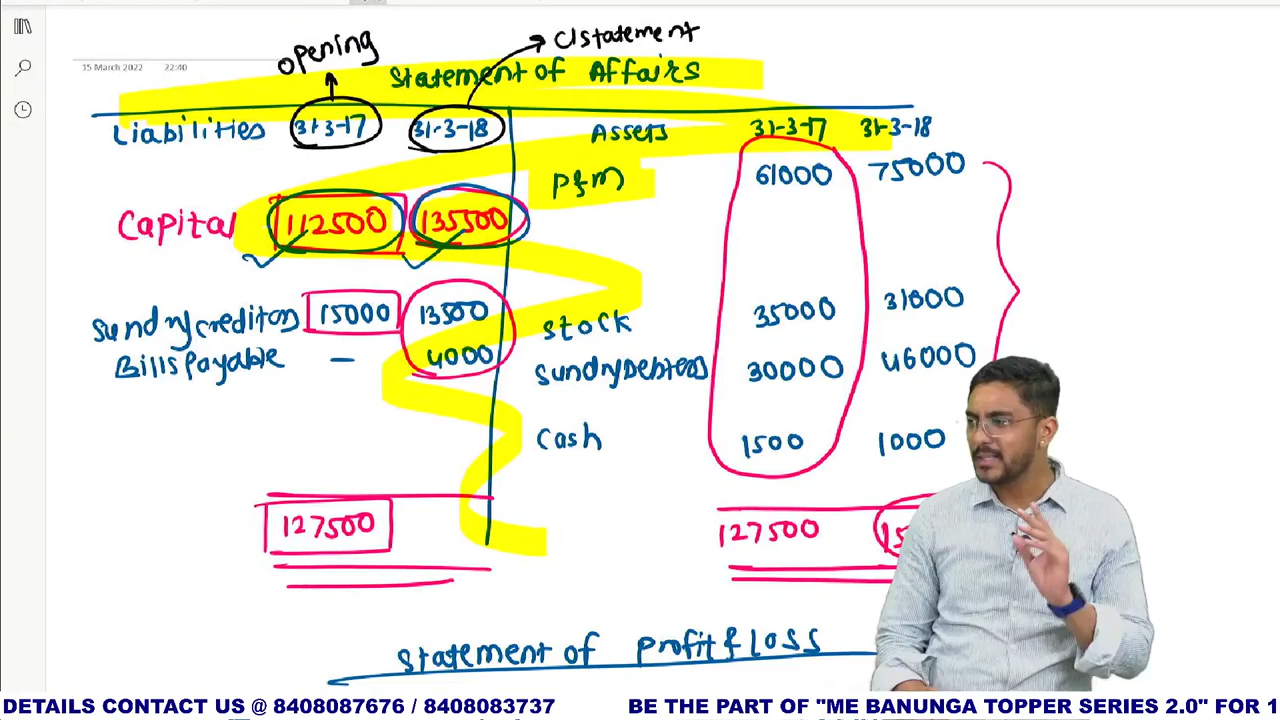 15 March 2022 22:40
opening
clstatement
Statement of Affairs
Liabilities 31-3-17 31-3-18 Assets 31-3-17 31-3-18
P&M 61000 75000
Capital 112500 135500
Sundry creditors 15000 13500 Stock 35000 31000
Bills Payable — 4000 Sundry Debtors 30000 46000
Cash 1500 1000
127500 127500
Statement of Profit & Loss
DETAILS CONTACT US @ 8408087676 / 8408083737 BE THE PART OF "ME BANUNGA TOPPER SERIES 2.0" FOR 1